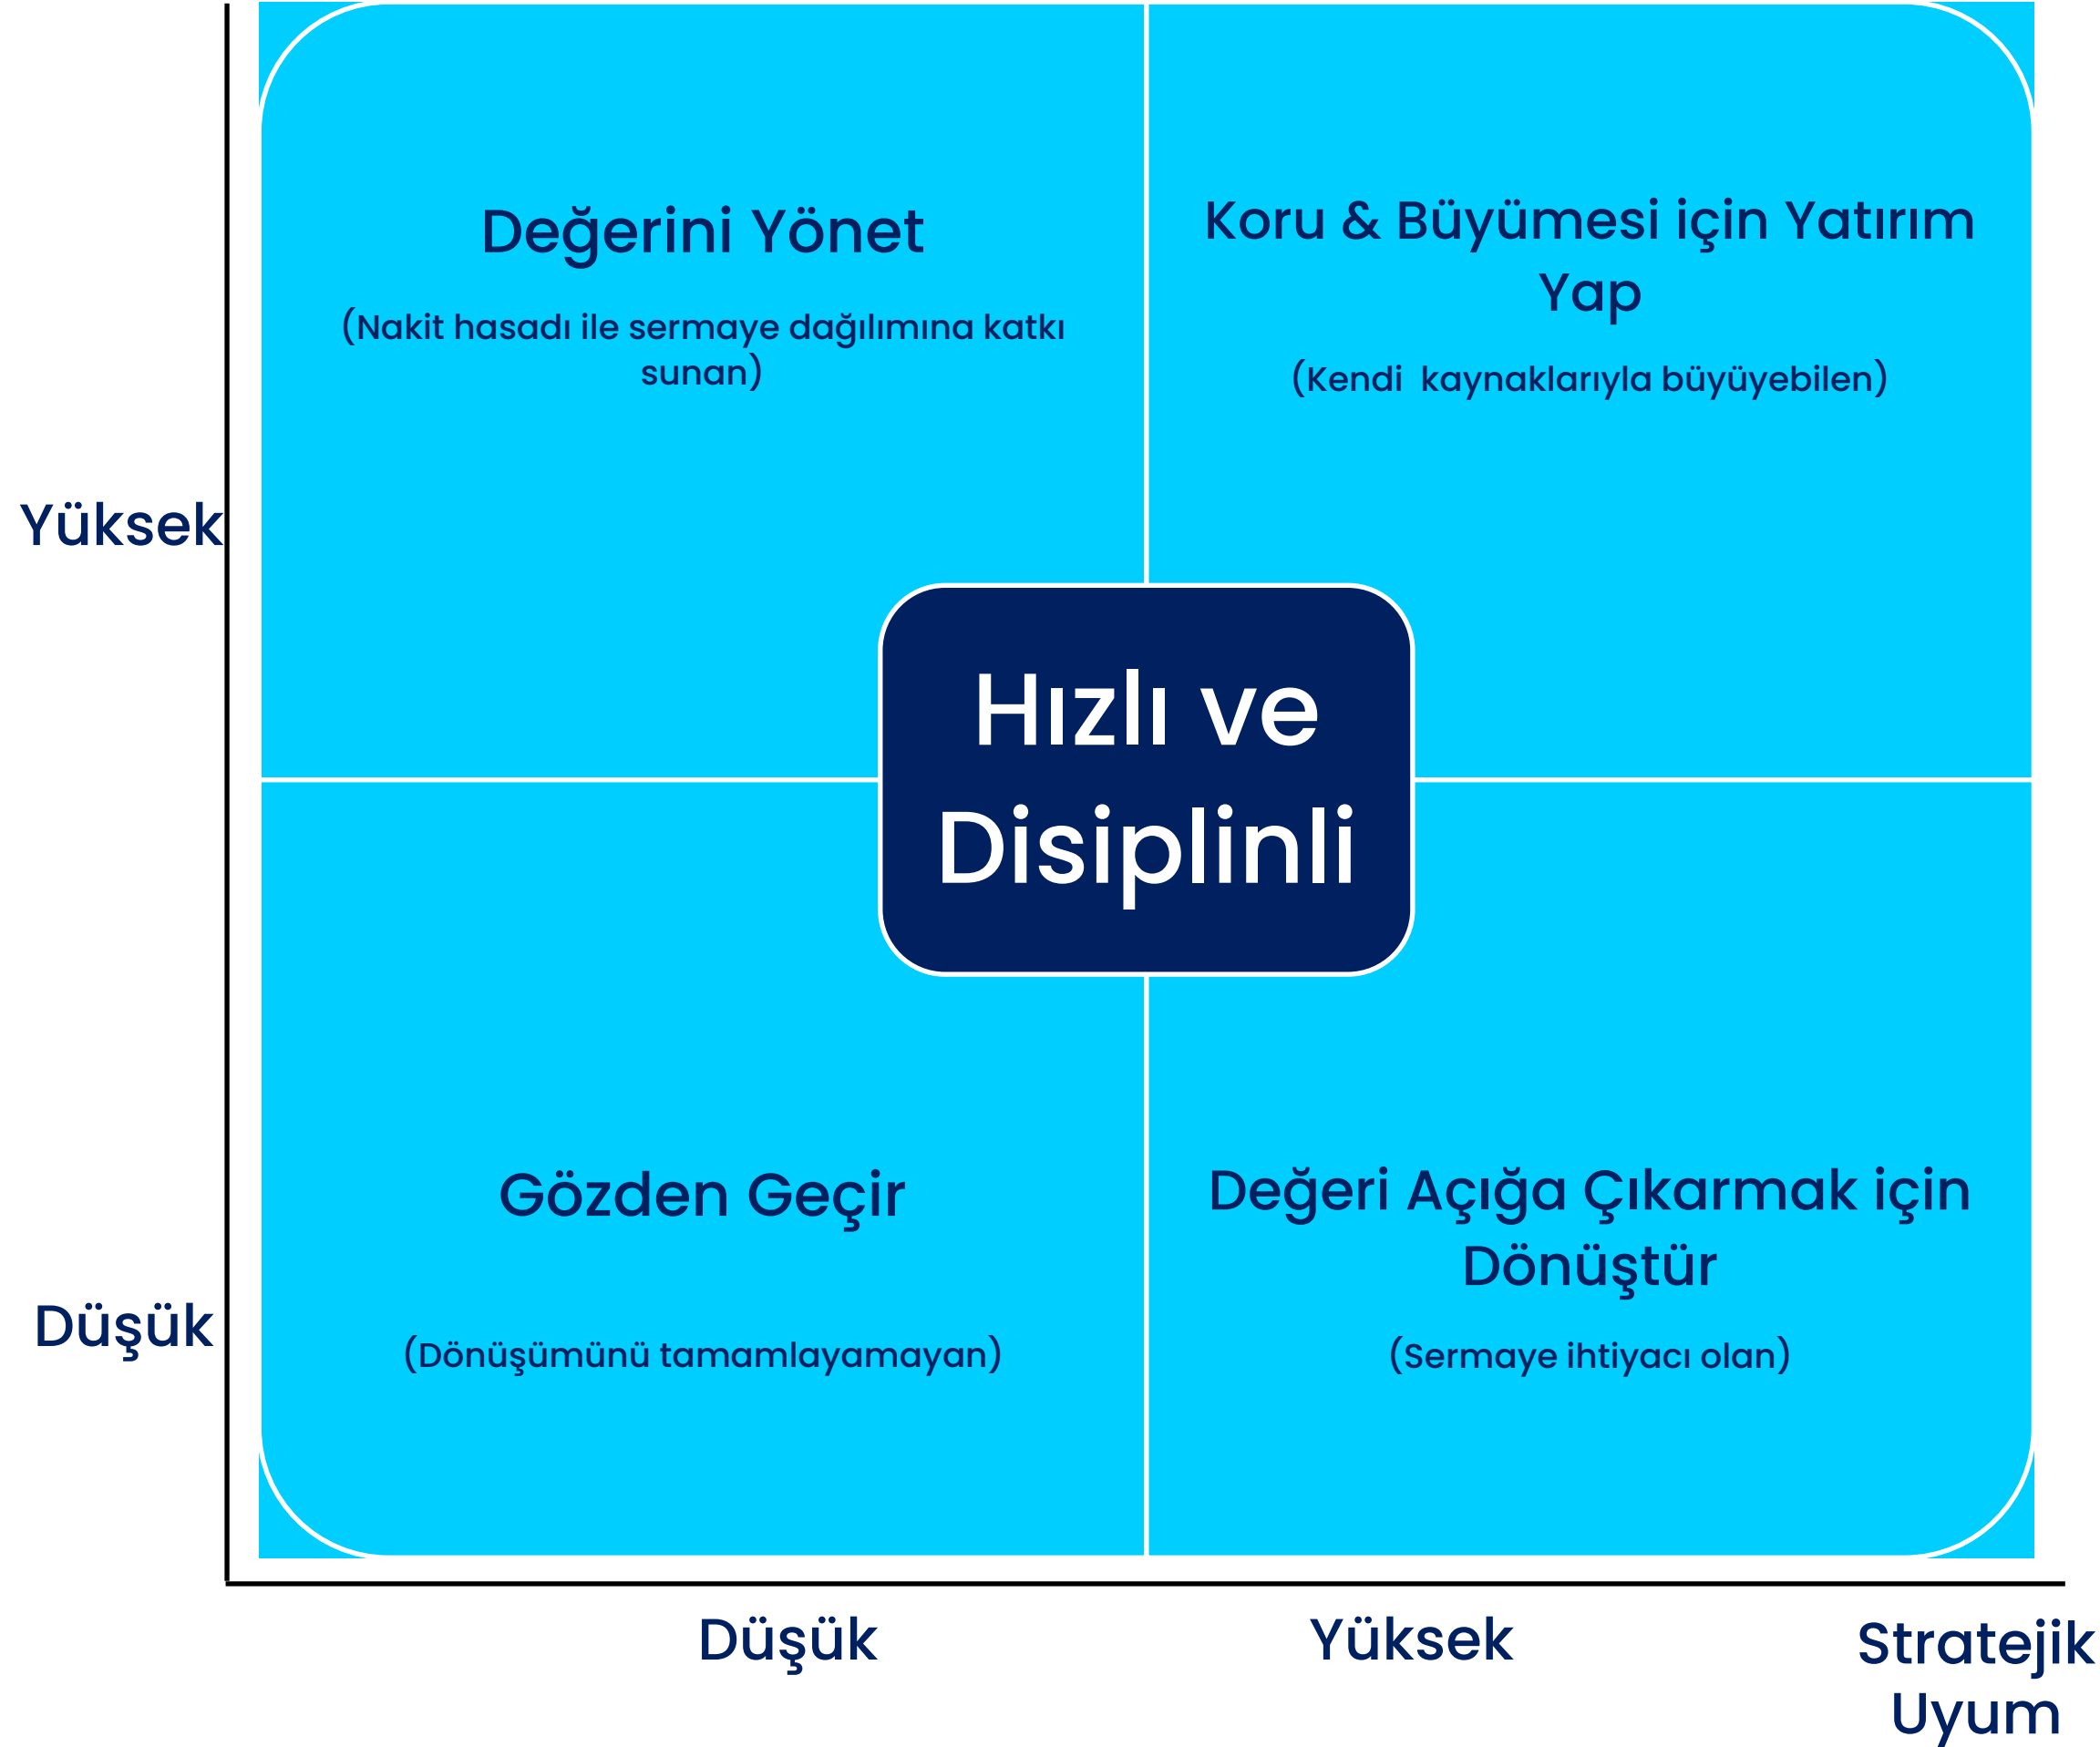 Değerini Yönet
(Nakit hasadı ile sermaye dağılımına katkı
sunan)
Koru & Büyümesi için Yatırım
Yap
(Kendi kaynaklarıyla büyüyebilen)
Yüksek
Hızlı ve
Disiplinli
Gözden Geçir
(Dönüşümünü tamamlayamayan)
Değeri Açığa Çıkarmak için
Dönüştür
(Sermaye ihtiyacı olan)
Düşük
Düşük
Yüksek
Stratejik
Uyum